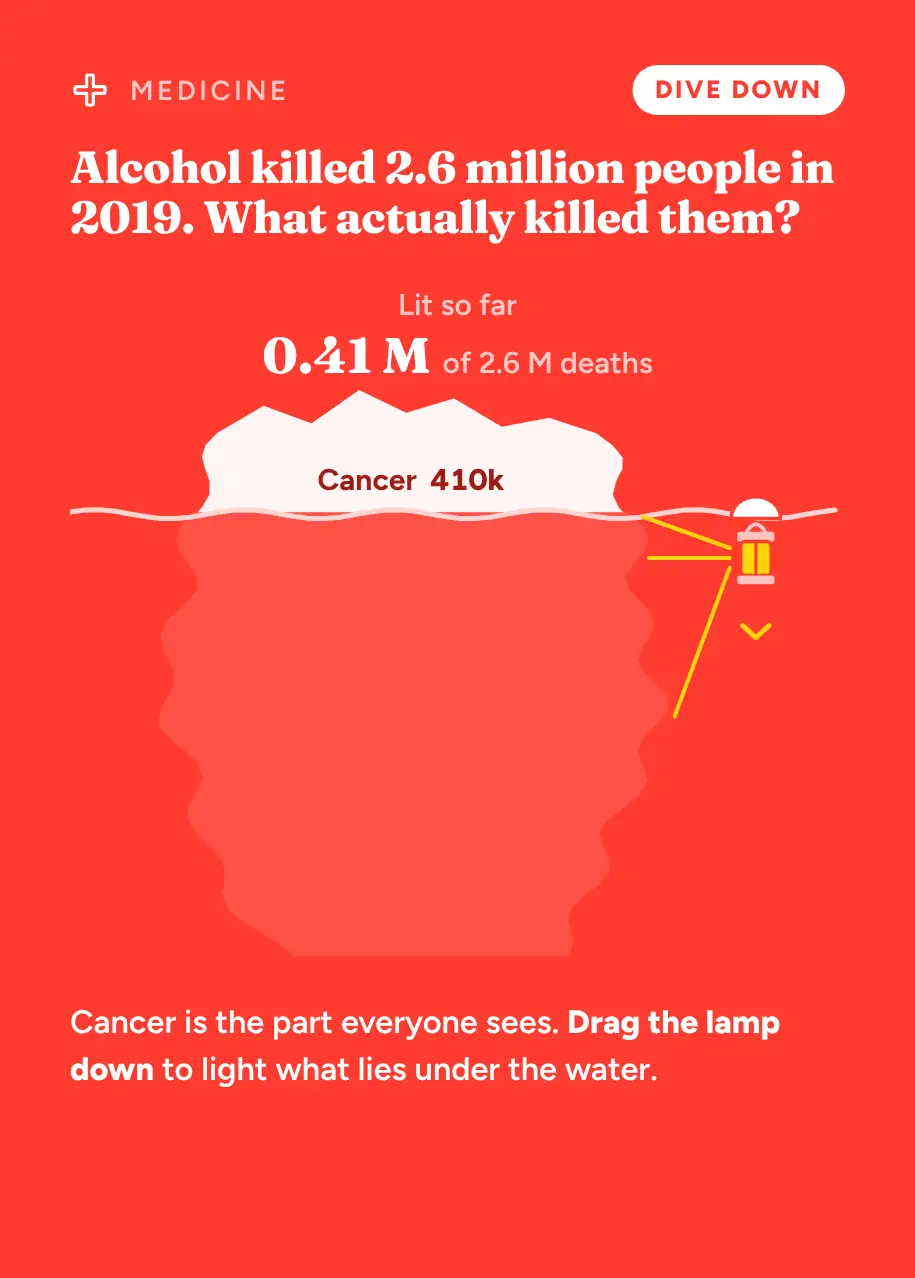 MEDICINE
DIVE DOWN
Alcohol killed 2.6 million people in
2019. What actually killed them?
Lit so far
0.41 M of 2.6 M deaths
Cancer 410k
Cancer is the part everyone sees. Drag the lamp
down to light what lies under the water.